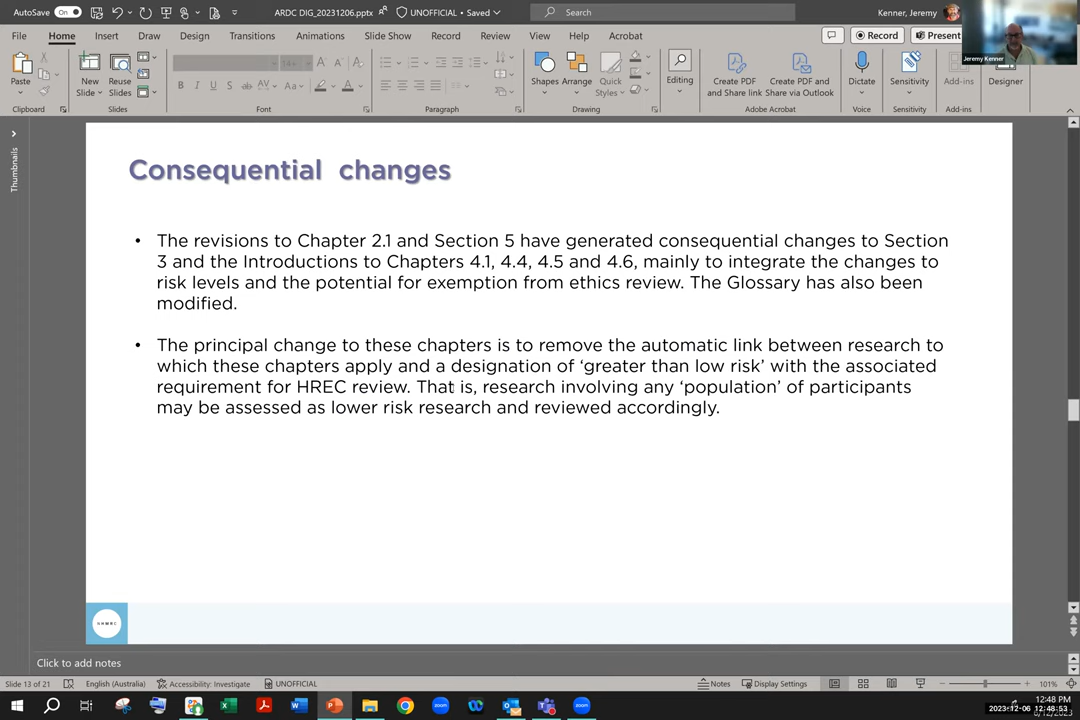 AutoSave On ARDC DIG_20231206.pptx UNOFFICIAL • Saved Search Kenner, Jeremy
File Home Insert Draw Design Transitions Animations Slide Show Record Review View Help Acrobat Record Present
Jeremy Kenner
Paste New Slide Reuse Slides Shapes Arrange Quick Styles Editing Create PDF and Share link Create PDF and Share via Outlook Dictate Sensitivity Add-ins Designer
Clipboard Slides Font Paragraph Drawing Adobe Acrobat Voice Sensitivity Add-ins
Thumbnails
Consequential changes
• The revisions to Chapter 2.1 and Section 5 have generated consequential changes to Section
3 and the Introductions to Chapters 4.1, 4.4, 4.5 and 4.6, mainly to integrate the changes to
risk levels and the potential for exemption from ethics review. The Glossary has also been
modified.
• The principal change to these chapters is to remove the automatic link between research to
which these chapters apply and a designation of ‘greater than low risk’ with the associated
requirement for HREC review. That is, research involving any ‘population’ of participants
may be assessed as lower risk research and reviewed accordingly.
NHMRC
Click to add notes
Slide 13 of 21 English (Australia) Accessibility: Investigate UNOFFICIAL Notes Display Settings 101%
12:48 PM
2023-12-06 12:48:53